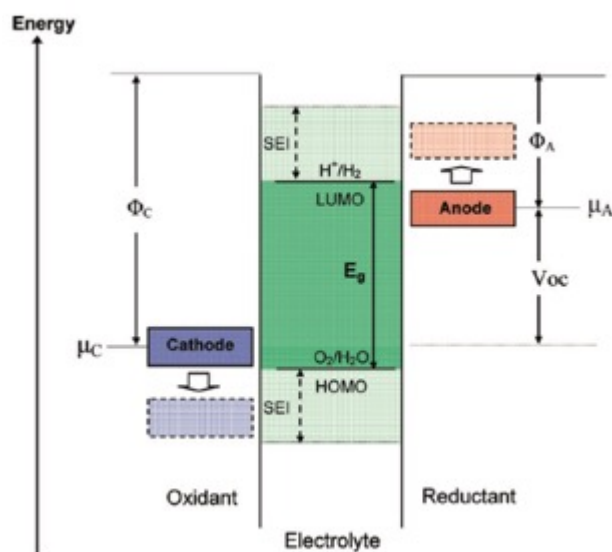 Energy
SEI
H⁺/H₂
LUMO
Φ_A
Anode
μ_A
Φ_C
E_g
Voc
μ_C
Cathode
O₂/H₂O
HOMO
SEI
Oxidant
Reductant
Electrolyte